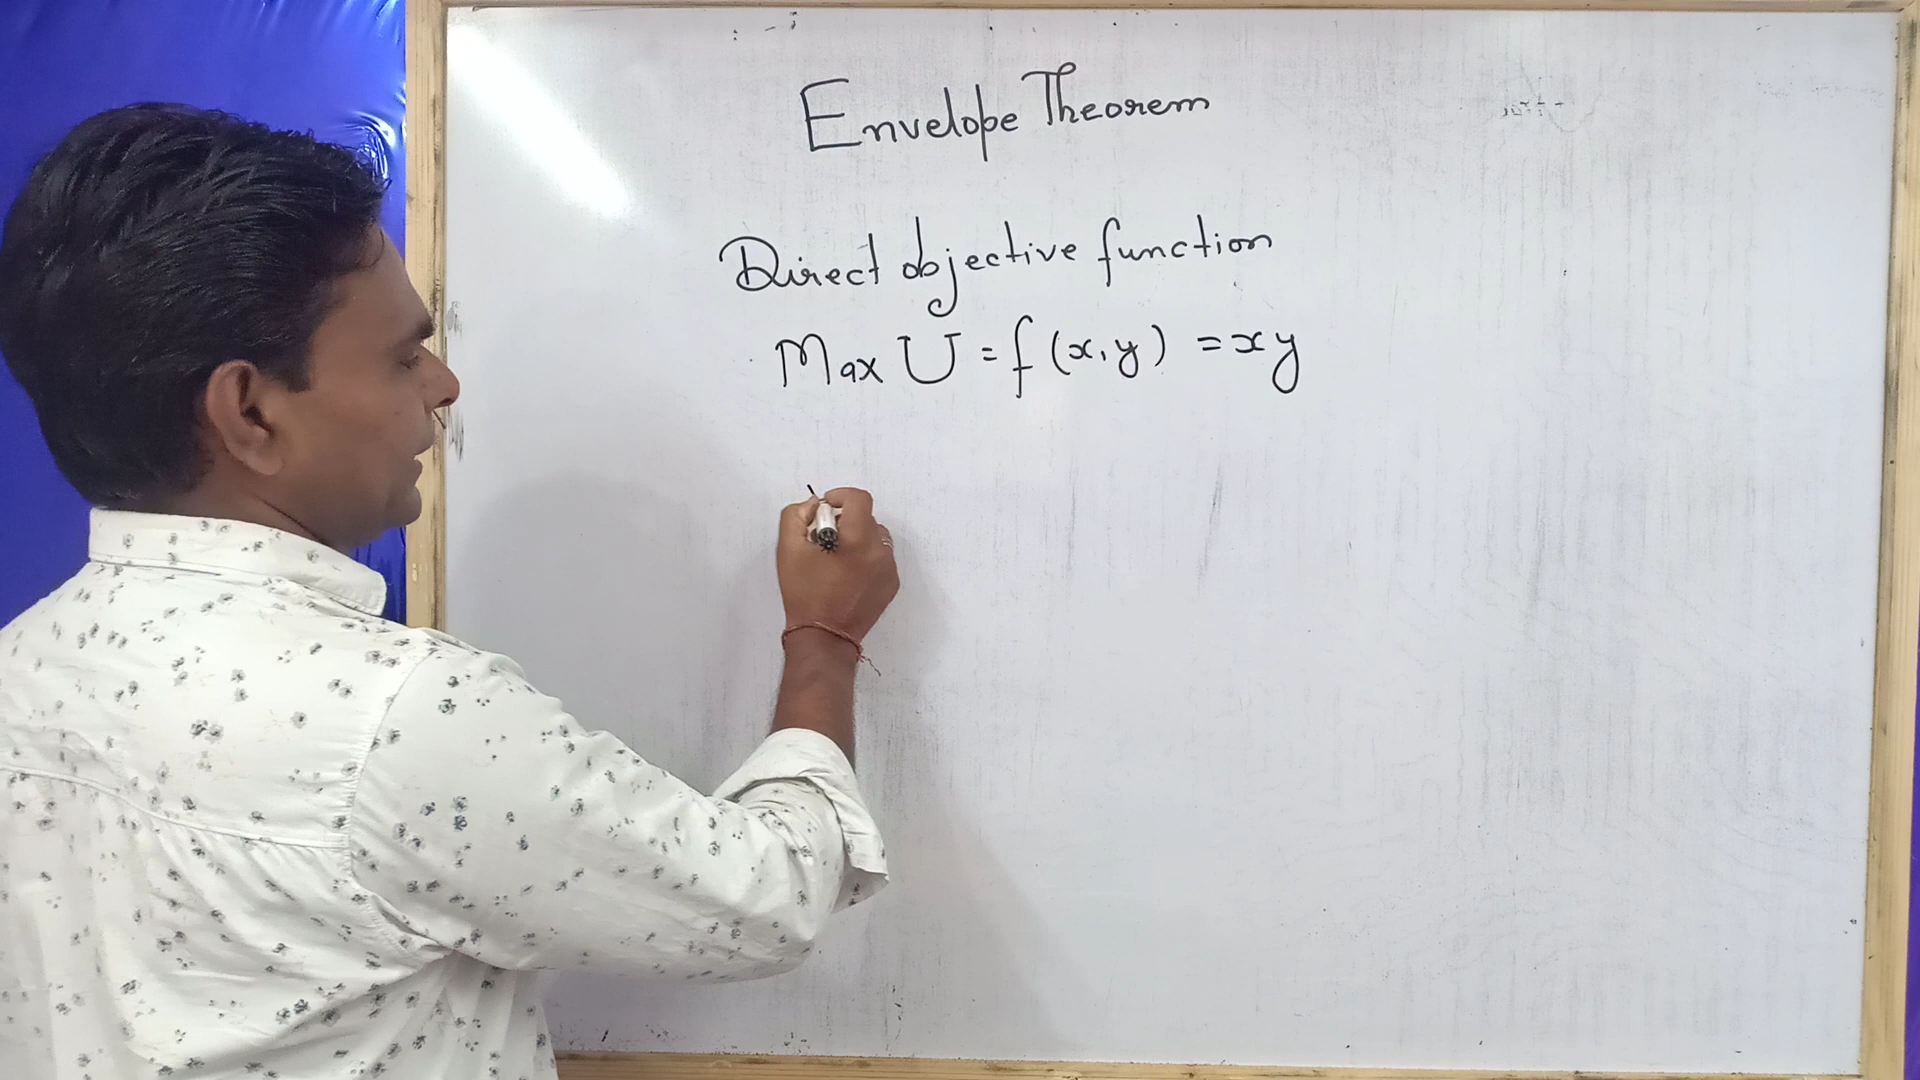 Envelope Theorem
Direct objective function
Max U = f (x, y) = xy